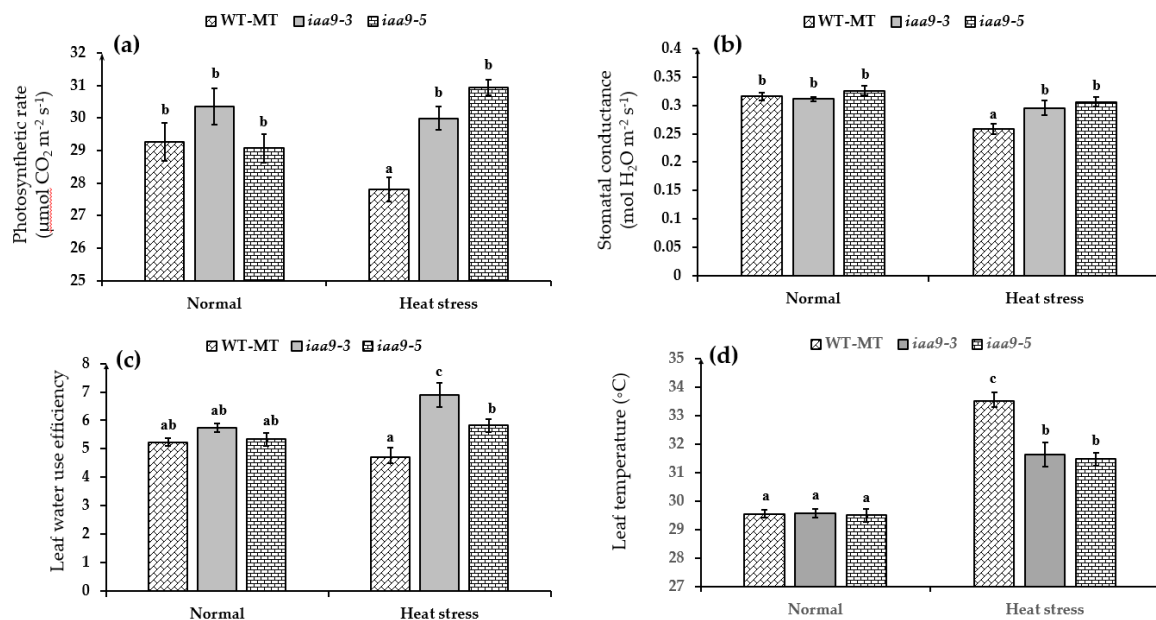 WT-MT iaa9-3 iaa9-5
(a)
Photosynthetic rate
(µmol CO₂ m⁻² s⁻¹)
32
31
30
29
28
27
26
25
b
b
b
a
b
b
Normal
Heat stress
WT-MT iaa9-3 iaa9-5
(b)
Stomatal conductance
(mol H₂O m⁻² s⁻¹)
0.4
0.35
0.3
0.25
0.2
0.15
0.1
0.05
0
b
b
b
a
b
b
Normal
Heat stress
WT-MT iaa9-3 iaa9-5
(c)
Leaf water use efficiency
8
7
6
5
4
3
2
1
0
ab
ab
ab
a
c
b
Normal
Heat stress
WT-MT iaa9-3 iaa9-5
(d)
Leaf temperature (◦C)
35
34
33
32
31
30
29
28
27
a
a
a
c
b
b
Normal
Heat stress